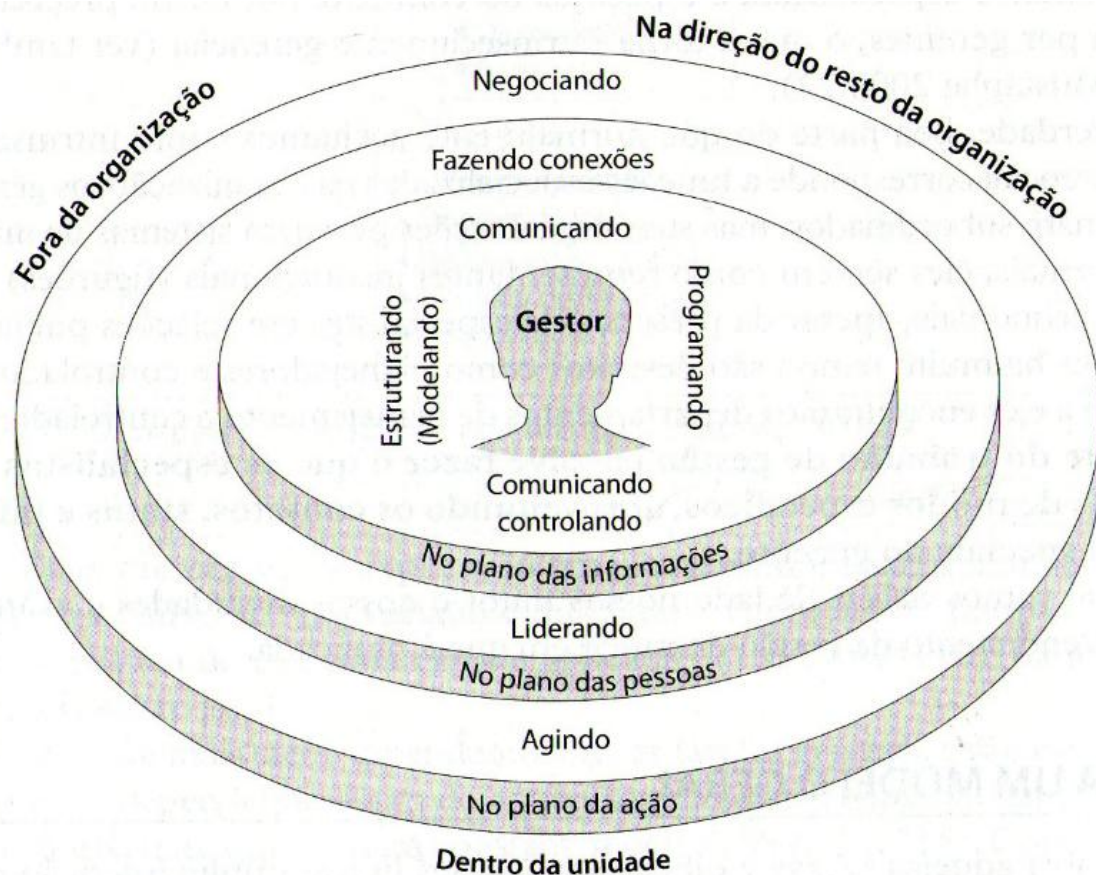 Na direção do resto da organização
Fora da organização
Negociando
Fazendo conexões
Comunicando
Estruturando
(Modelando)
Gestor
Programando
Comunicando
controlando
No plano das informações
Liderando
No plano das pessoas
Agindo
No plano da ação
Dentro da unidade